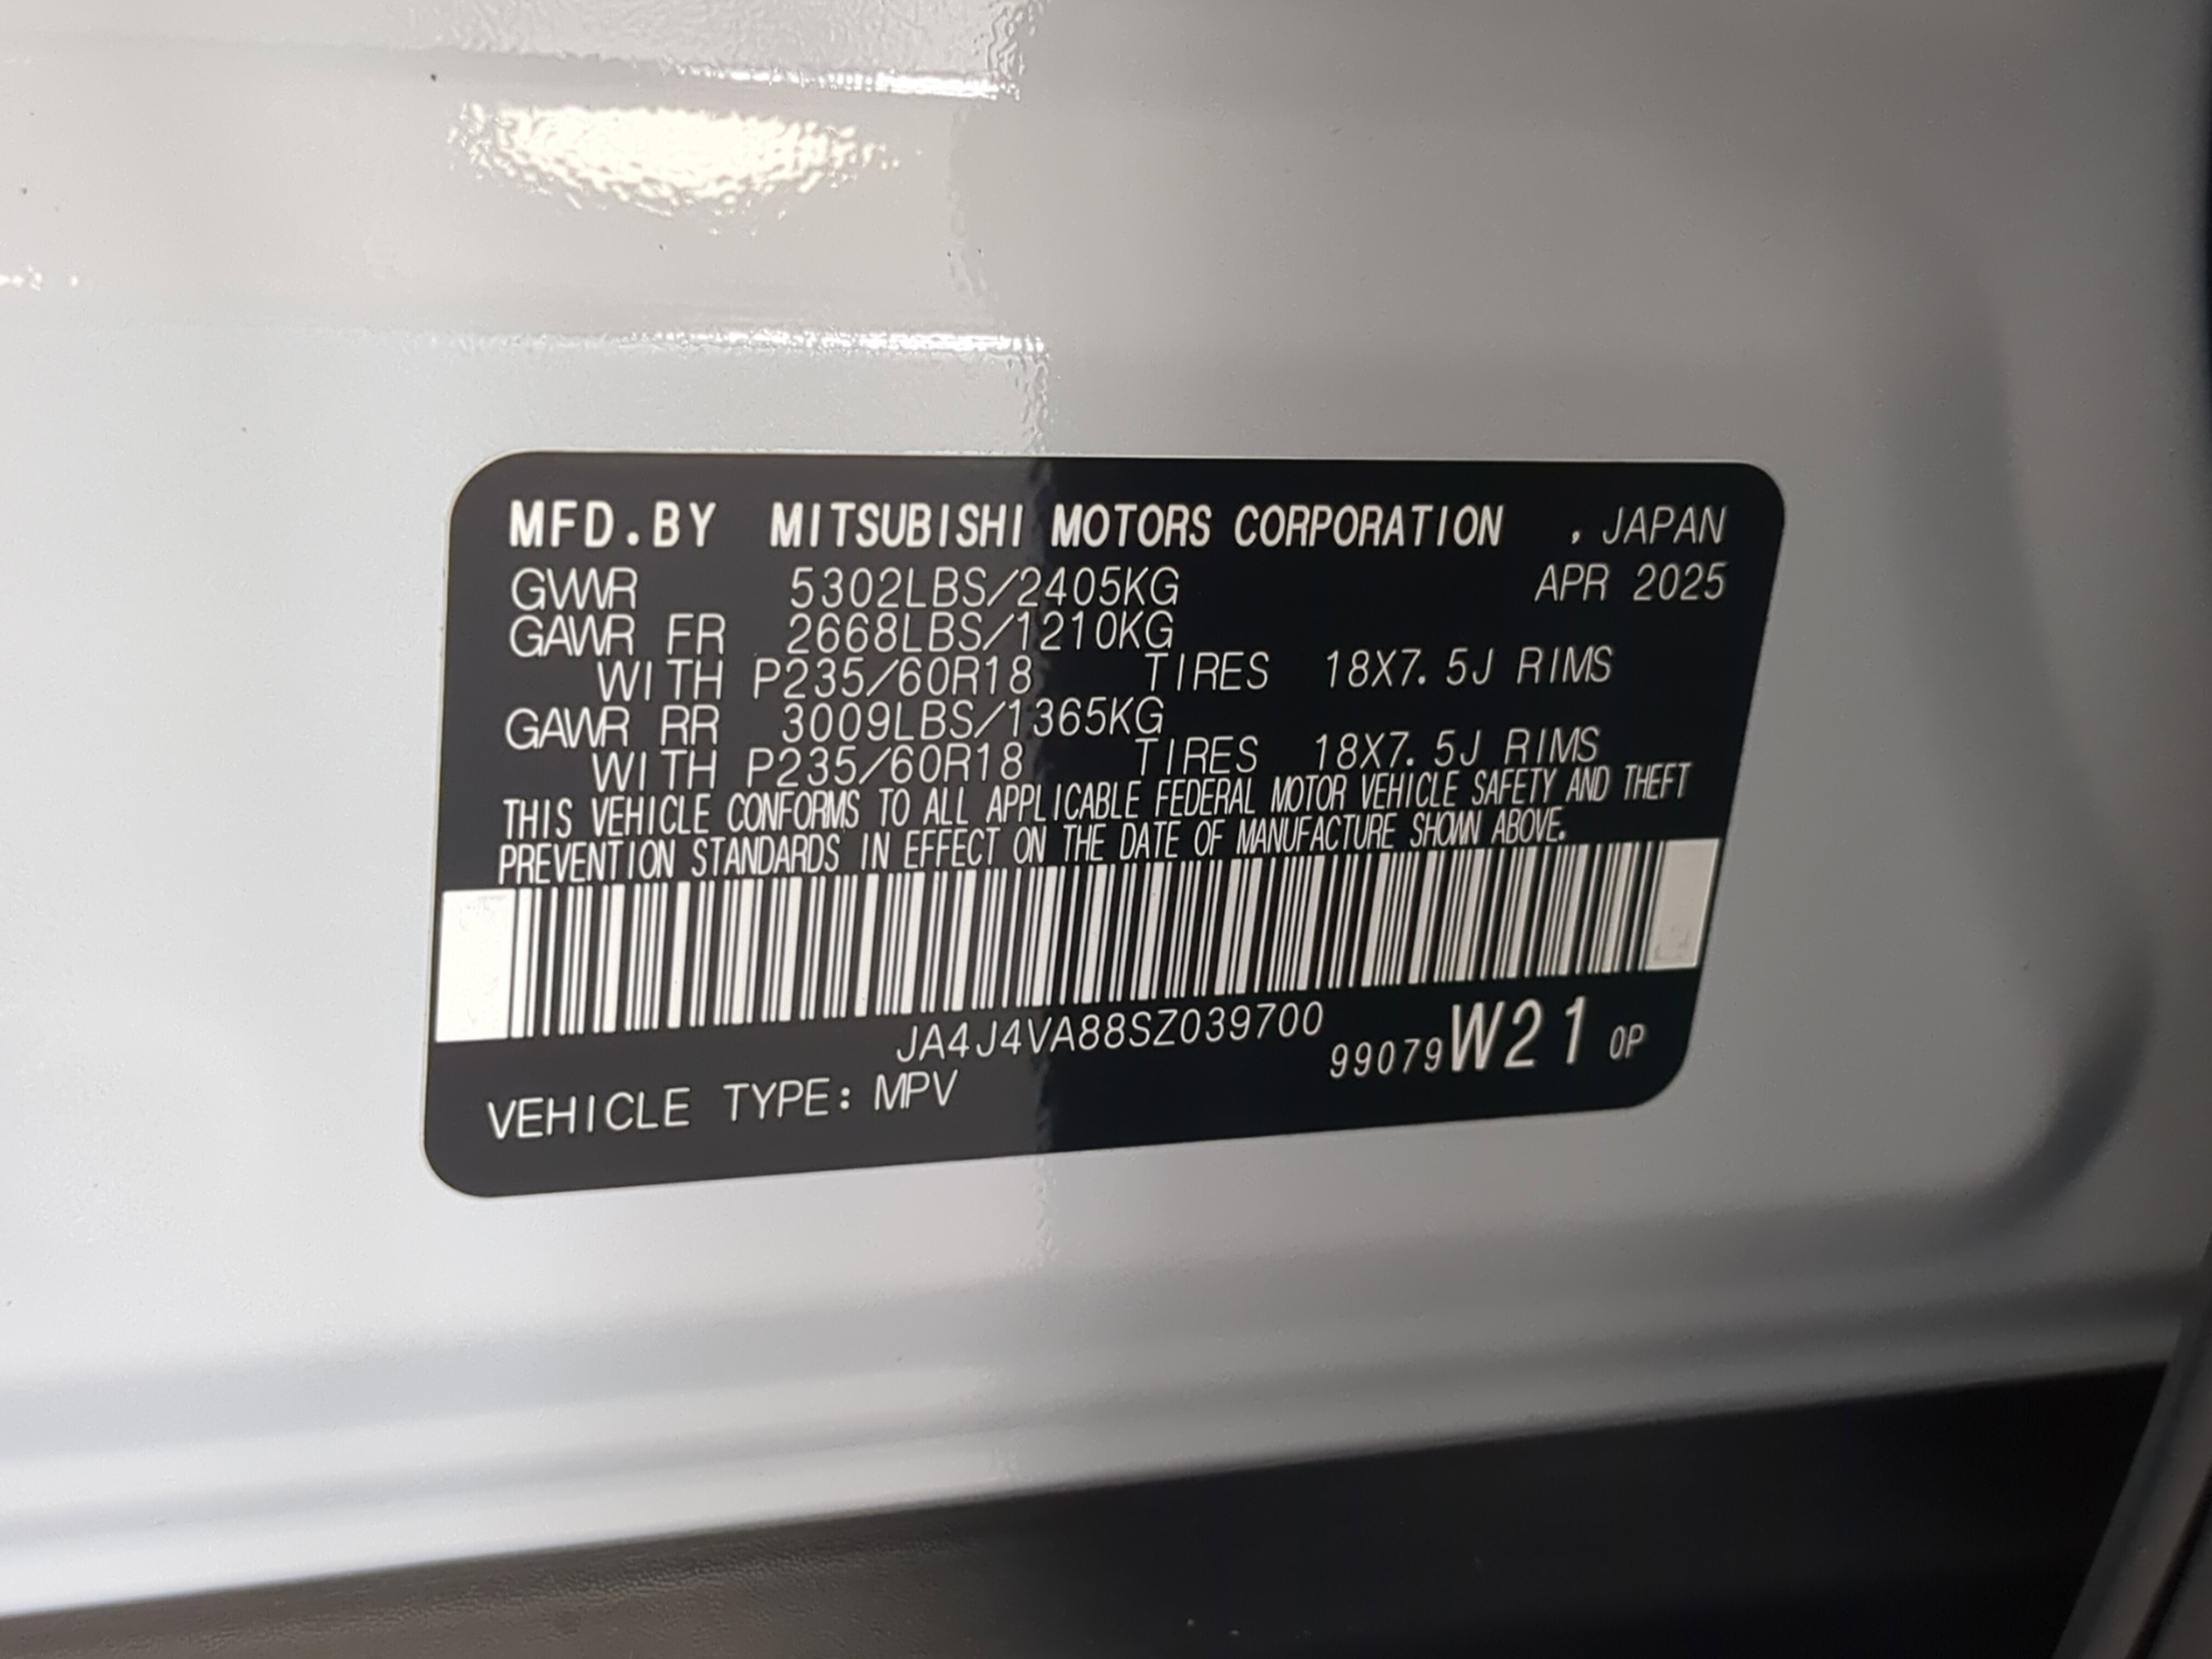 MFD.BY MITSUBISHI MOTORS CORPORATION , JAPAN
GVWR 5302LBS/2405KG APR 2025
GAWR FR 2668LBS/1210KG
WITH P235/60R18 TIRES 18X7.5J RIMS
GAWR RR 3009LBS/1365KG
WITH P235/60R18 TIRES 18X7.5J RIMS
THIS VEHICLE CONFORMS TO ALL APPLICABLE FEDERAL MOTOR VEHICLE SAFETY AND THEFT
PREVENTION STANDARDS IN EFFECT ON THE DATE OF MANUFACTURE SHOWN ABOVE.
JA4J4VA88SZ039700
99079W21 0P
VEHICLE TYPE: MPV